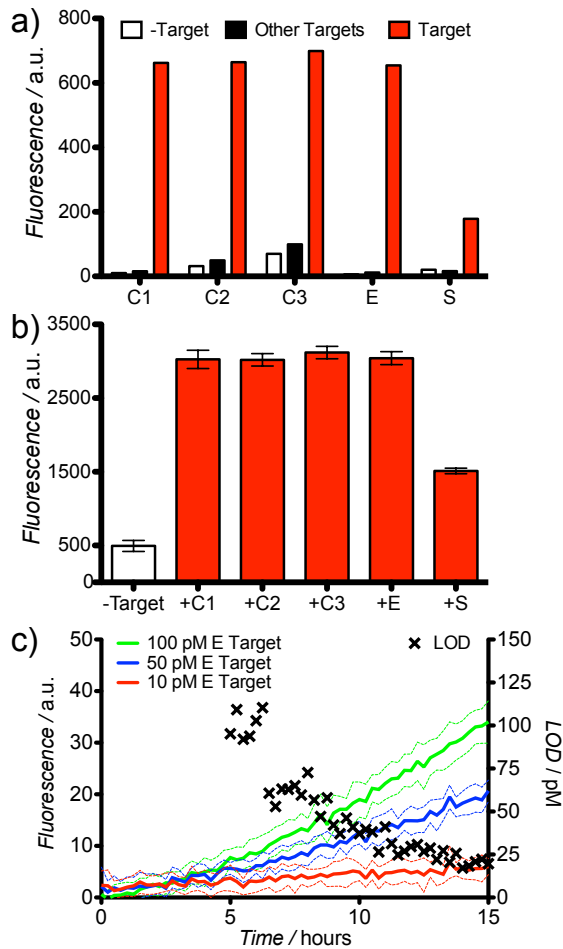 a)
-Target Other Targets Target
Fluorescence / a.u.
800
600
400
200
0
C1 C2 C3 E S
b)
Fluorescence / a.u.
3500
2500
1500
500
0
-Target +C1 +C2 +C3 +E +S
c)
100 pM E Target
50 pM E Target
10 pM E Target
LOD
Fluorescence / a.u.
50
40
30
20
10
0
150
125
100
75
50
25
0
LOD / pM
0 5 10 15
Time / hours